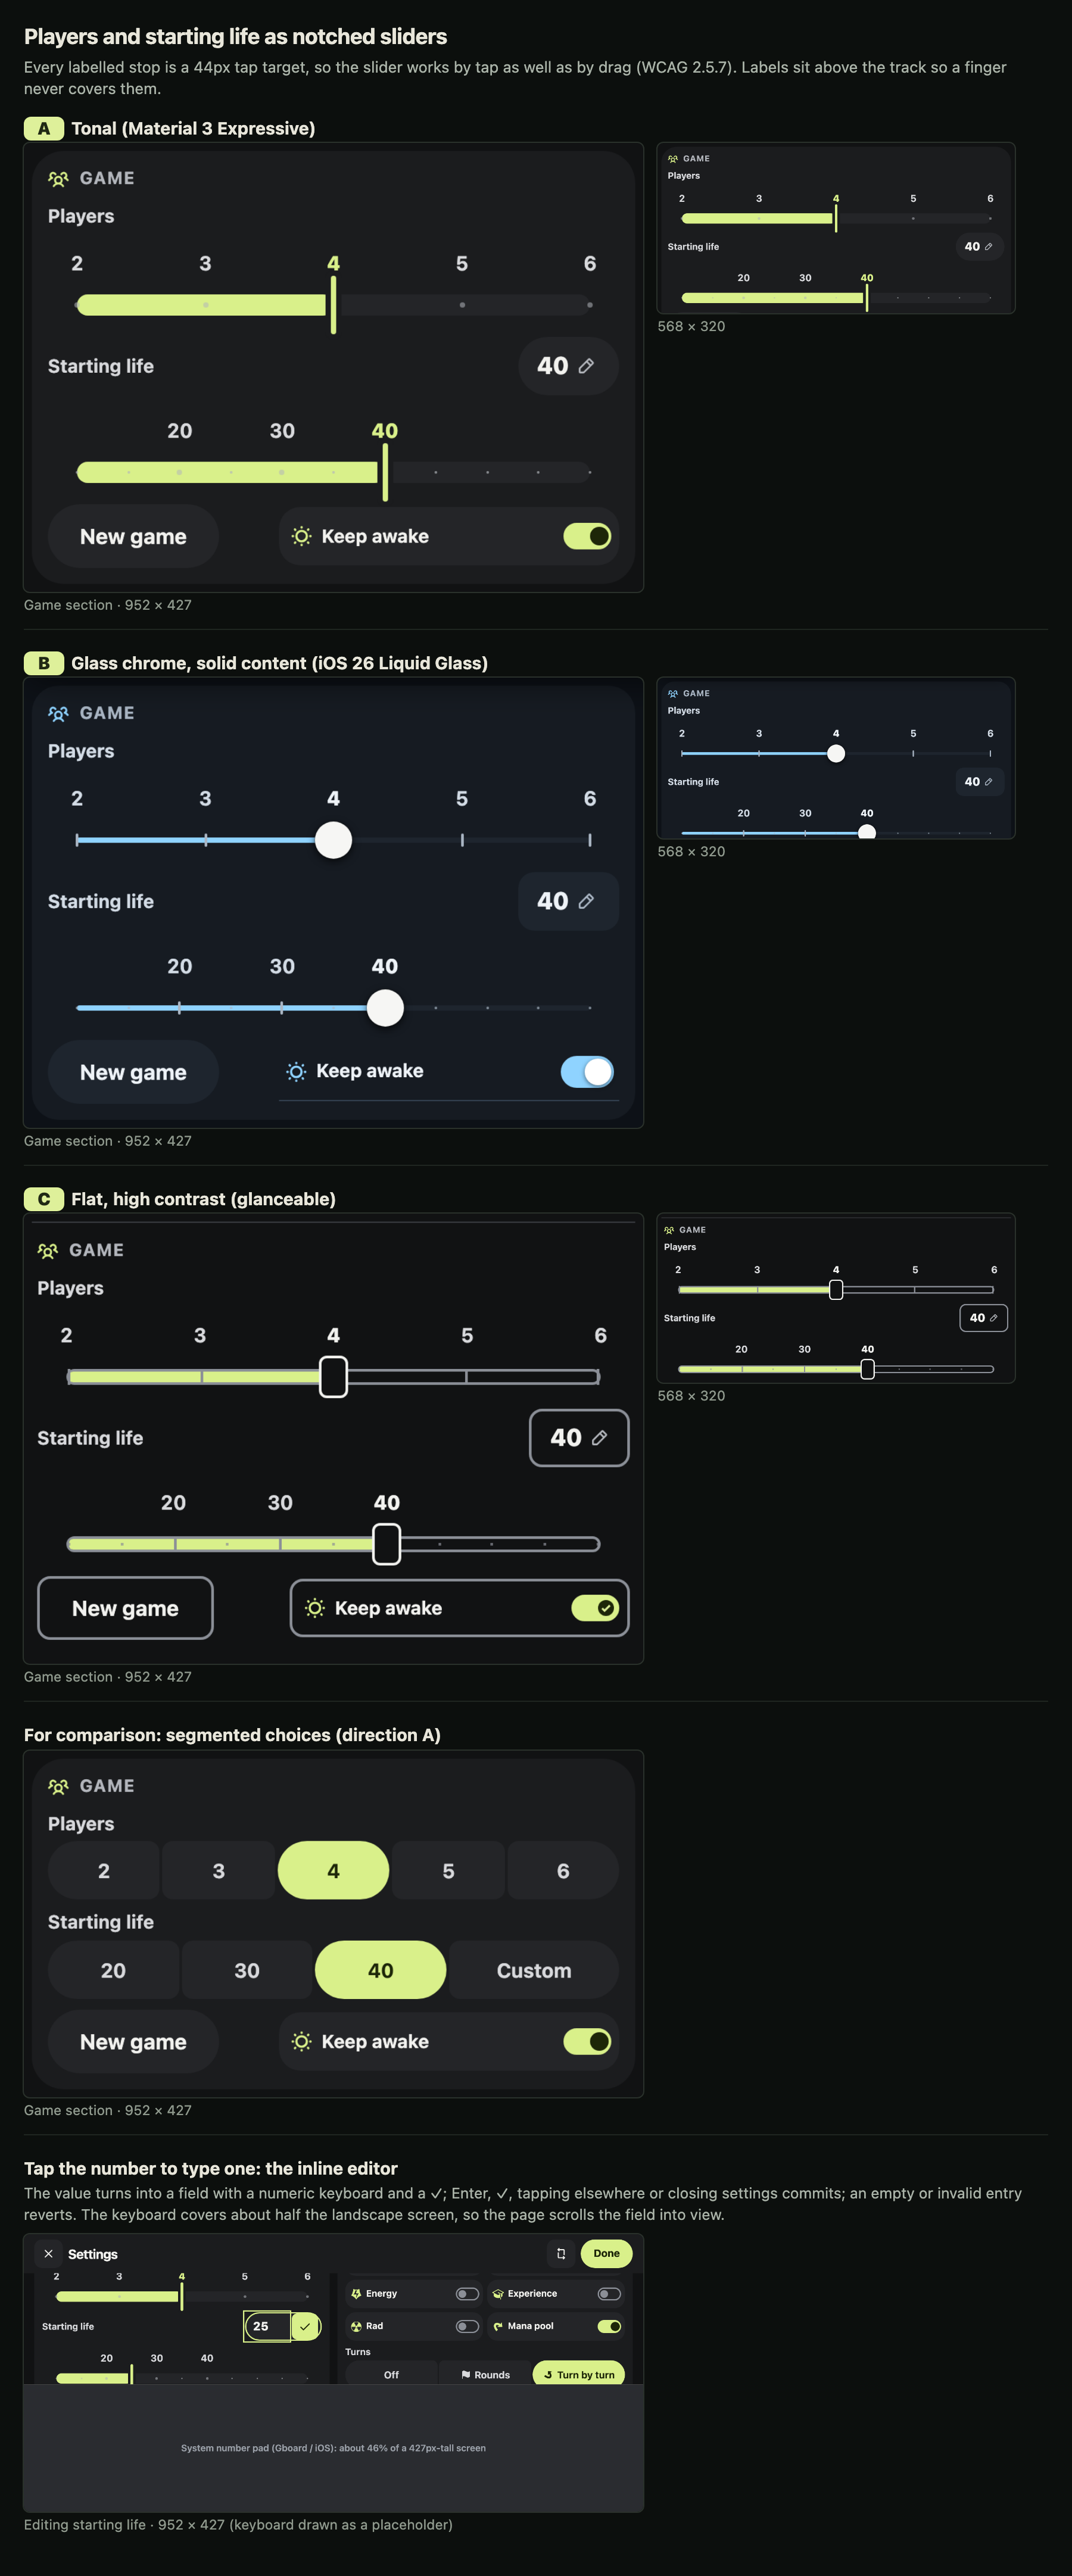 Players and starting life as notched sliders
Every labelled stop is a 44px tap target, so the slider works by tap as well as by drag (WCAG 2.5.7). Labels sit above the track so a finger
never covers them.
A Tonal (Material 3 Expressive)
GAME
Players
2 3 4 5 6
Starting life 40
20 30 40
New game Keep awake
Game section · 952 × 427
GAME
Players
2 3 4 5 6
Starting life 40
20 30 40
568 × 320
B Glass chrome, solid content (iOS 26 Liquid Glass)
GAME
Players
2 3 4 5 6
Starting life 40
20 30 40
New game Keep awake
Game section · 952 × 427
GAME
Players
2 3 4 5 6
Starting life 40
20 30 40
568 × 320
C Flat, high contrast (glanceable)
GAME
Players
2 3 4 5 6
Starting life 40
20 30 40
New game Keep awake
Game section · 952 × 427
GAME
Players
2 3 4 5 6
Starting life 40
20 30 40
568 × 320
For comparison: segmented choices (direction A)
GAME
Players
2 3 4 5 6
Starting life
20 30 40 Custom
New game Keep awake
Game section · 952 × 427
Tap the number to type one: the inline editor
The value turns into a field with a numeric keyboard and a ✓; Enter, ✓, tapping elsewhere or closing settings commits; an empty or invalid entry
reverts. The keyboard covers about half the landscape screen, so the page scrolls the field into view.
Settings Done
2 3 4 5 6
Starting life 25
20 30 40
Energy Experience
Rad Mana pool
Turns
Off Rounds Turn by turn
System number pad (Gboard / iOS): about 46% of a 427px-tall screen
Editing starting life · 952 × 427 (keyboard drawn as a placeholder)